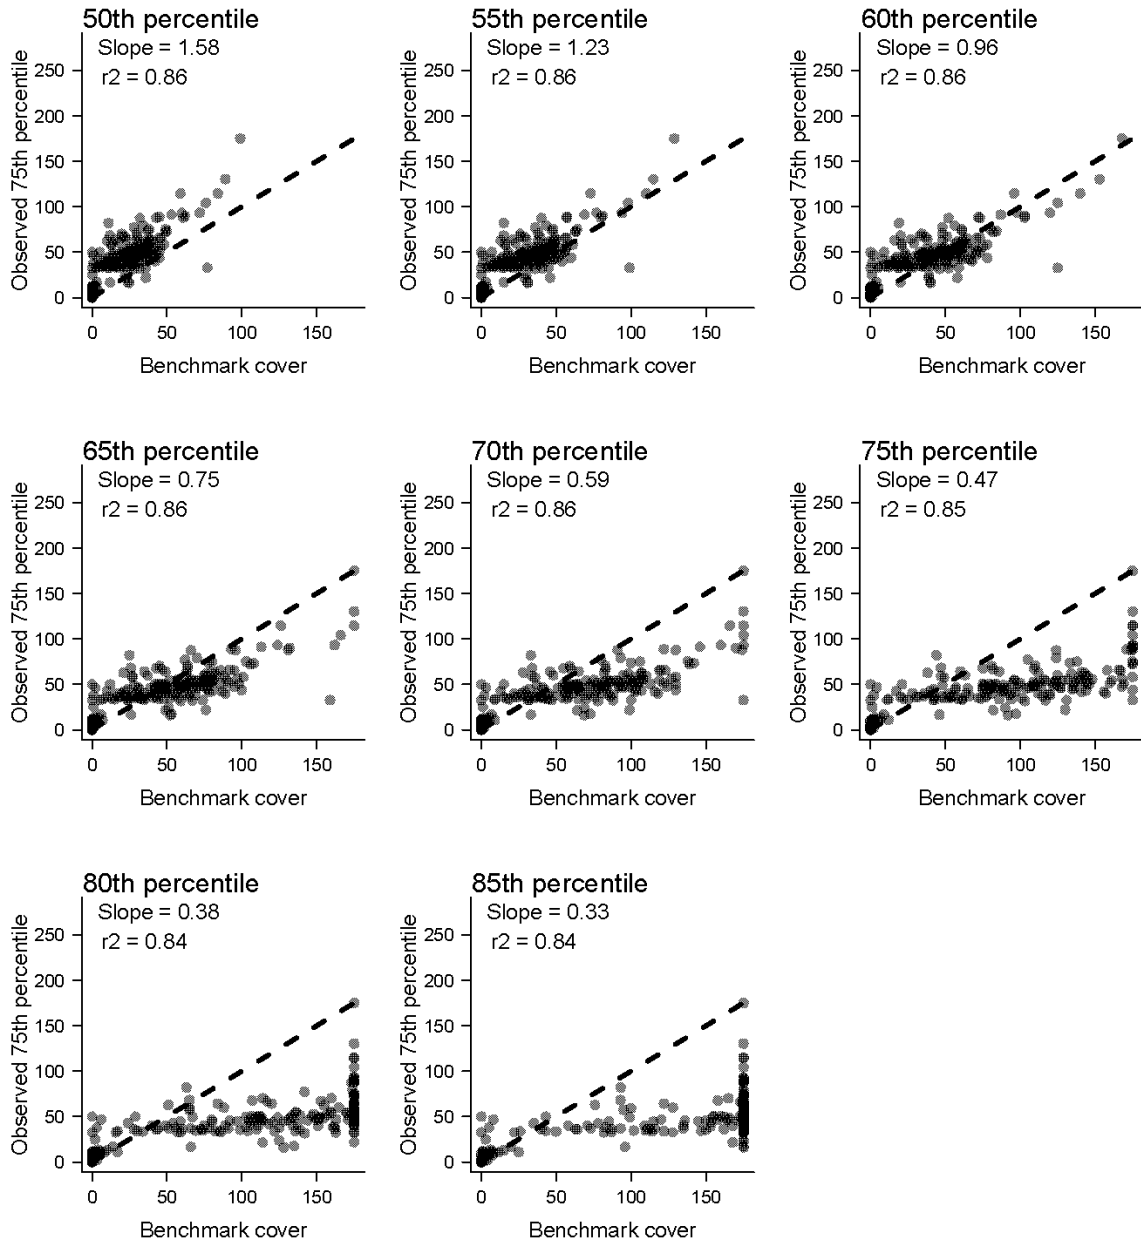 50th percentile
Slope = 1.58
r2 = 0.86
Observed 75th percentile
250
200
150
100
50
0
0 50 100 150
Benchmark cover
55th percentile
Slope = 1.23
r2 = 0.86
Observed 75th percentile
250
200
150
100
50
0
0 50 100 150
Benchmark cover
60th percentile
Slope = 0.96
r2 = 0.86
Observed 75th percentile
250
200
150
100
50
0
0 50 100 150
Benchmark cover
65th percentile
Slope = 0.75
r2 = 0.86
Observed 75th percentile
250
200
150
100
50
0
0 50 100 150
Benchmark cover
70th percentile
Slope = 0.59
r2 = 0.86
Observed 75th percentile
250
200
150
100
50
0
0 50 100 150
Benchmark cover
75th percentile
Slope = 0.47
r2 = 0.85
Observed 75th percentile
250
200
150
100
50
0
0 50 100 150
Benchmark cover
80th percentile
Slope = 0.38
r2 = 0.84
Observed 75th percentile
250
200
150
100
50
0
0 50 100 150
Benchmark cover
85th percentile
Slope = 0.33
r2 = 0.84
Observed 75th percentile
250
200
150
100
50
0
0 50 100 150
Benchmark cover